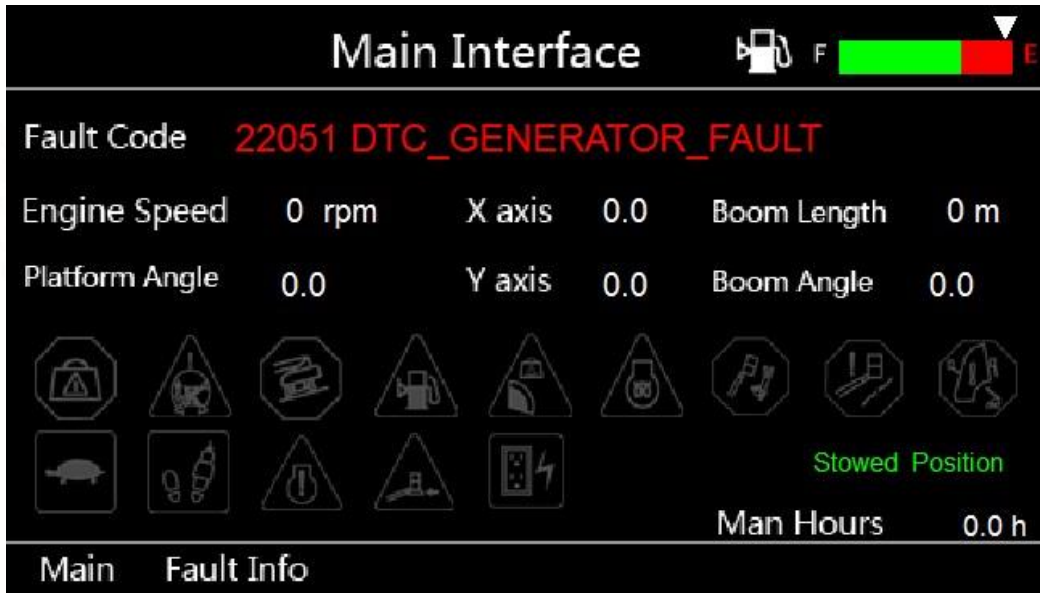 Main Interface F E
Fault Code 22051 DTC_GENERATOR_FAULT
Engine Speed 0 rpm X axis 0.0 Boom Length 0 m
Platform Angle 0.0 Y axis 0.0 Boom Angle 0.0
Stowed Position
Man Hours 0.0 h
Main Fault Info